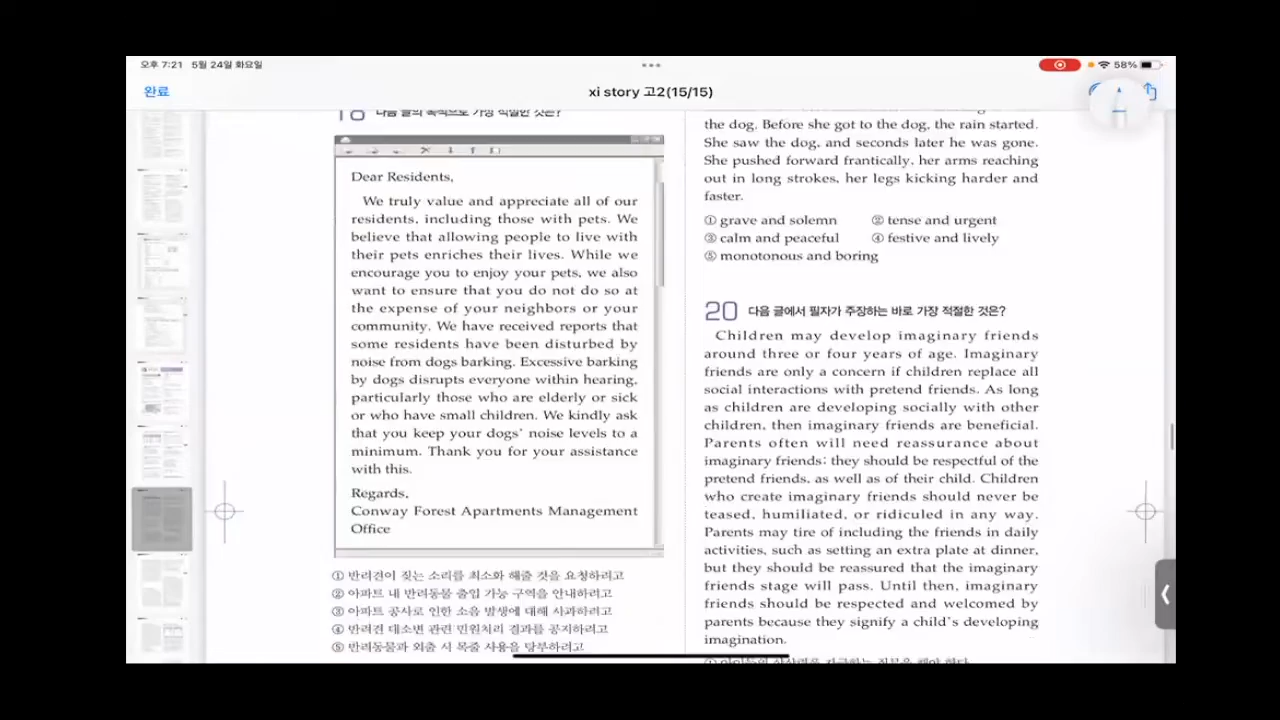 오후 7:21 5월 24일 화요일
58%
완료
xi story 고2(15/15)
다음 글의 목적으로 가장 적절한 것은?
Dear Residents,
We truly value and appreciate all of our
residents, including those with pets. We
believe that allowing people to live with
their pets enriches their lives. While we
encourage you to enjoy your pets, we also
want to ensure that you do not do so at
the expense of your neighbors or your
community. We have received reports that
some residents have been disturbed by
noise from dogs barking. Excessive barking
by dogs disrupts everyone within hearing,
particularly those who are elderly or sick
or who have small children. We kindly ask
that you keep your dogs' noise levels to a
minimum. Thank you for your assistance
with this.
Regards,
Conway Forest Apartments Management
Office
① 반려견이 짖는 소리를 최소화 해줄 것을 요청하려고
② 아파트 내 반려동물 출입 가능 구역을 안내하려고
③ 아파트 공사로 인한 소음 발생에 대해 사과하려고
④ 반려견 대소변 관련 민원처리 결과를 공지하려고
⑤ 반려동물과 외출 시 목줄 사용을 당부하려고
the dog. Before she got to the dog, the rain started.
She saw the dog, and seconds later he was gone.
She pushed forward frantically, her arms reaching
out in long strokes, her legs kicking harder and
faster.
① grave and solemn ② tense and urgent
③ calm and peaceful ④ festive and lively
⑤ monotonous and boring
20 다음 글에서 필자가 주장하는 바로 가장 적절한 것은?
Children may develop imaginary friends
around three or four years of age. Imaginary
friends are only a concern if children replace all
social interactions with pretend friends. As long
as children are developing socially with other
children, then imaginary friends are beneficial.
Parents often will need reassurance about
imaginary friends: they should be respectful of the
pretend friends, as well as of their child. Children
who create imaginary friends should never be
teased, humiliated, or ridiculed in any way.
Parents may tire of including the friends in daily
activities, such as setting an extra plate at dinner,
but they should be reassured that the imaginary
friends stage will pass. Until then, imaginary
friends should be respected and welcomed by
parents because they signify a child's developing
imagination.